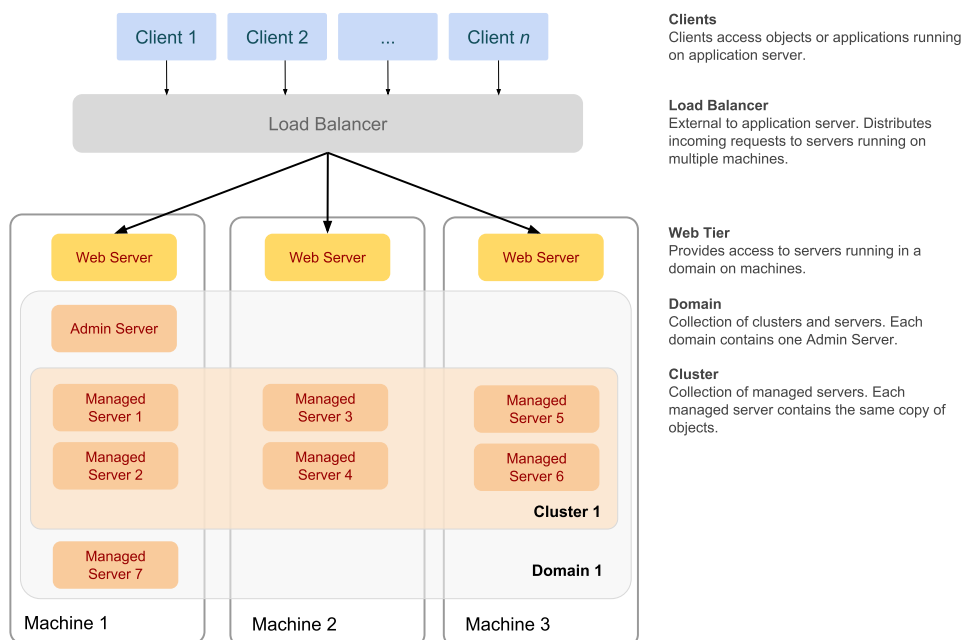 Client 1
Client 2
...
Client n
Load Balancer
Web Server
Web Server
Web Server
Admin Server
Managed
Server 1
Managed
Server 3
Managed
Server 5
Managed
Server 2
Managed
Server 4
Managed
Server 6
Cluster 1
Managed
Server 7
Domain 1
Machine 1
Machine 2
Machine 3
Clients
Clients access objects or applications running
on application server.
Load Balancer
External to application server. Distributes
incoming requests to servers running on
multiple machines.
Web Tier
Provides access to servers running in a
domain on machines.
Domain
Collection of clusters and servers. Each
domain contains one Admin Server.
Cluster
Collection of managed servers. Each
managed server contains the same copy of
objects.